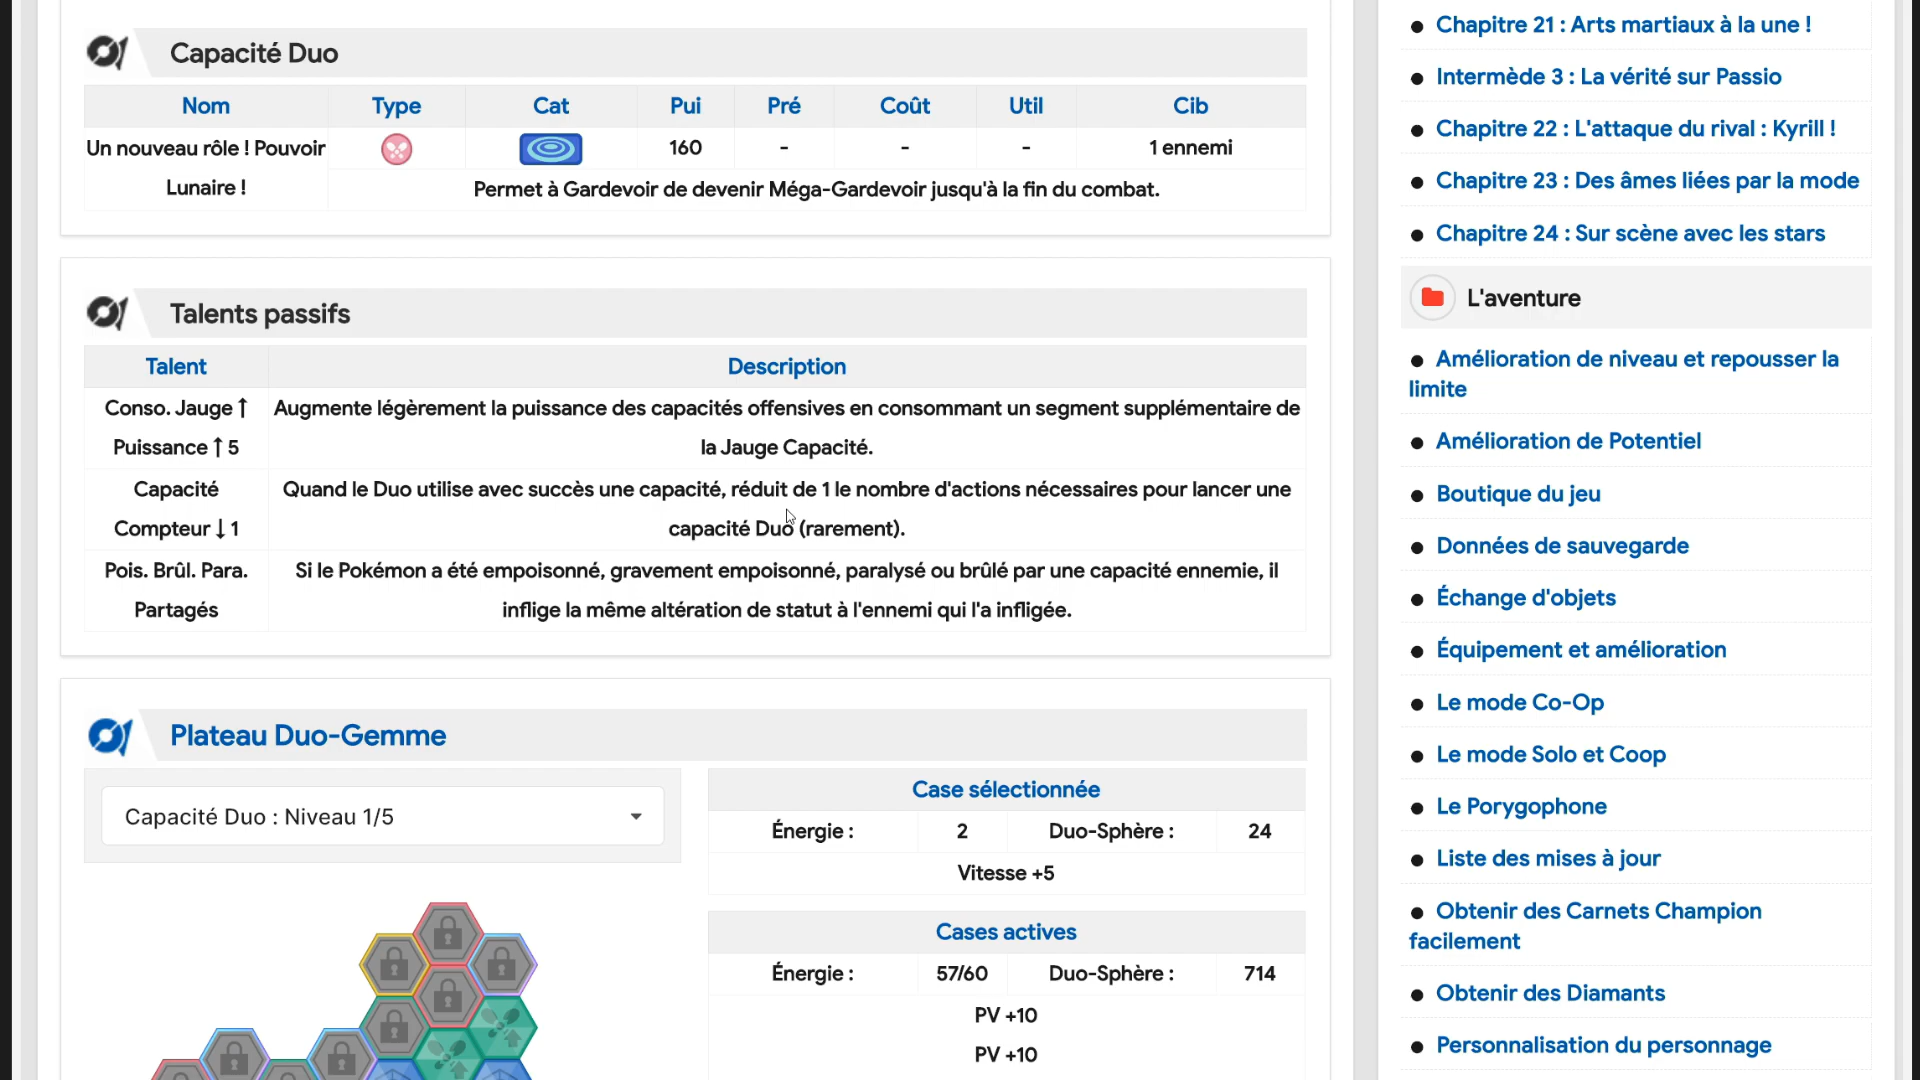 Capacité Duo
Nom Type Cat Pui Pré Coût Util Cib
Un nouveau rôle ! Pouvoir Lunaire !
160 - - - 1 ennemi
Permet à Gardevoir de devenir Méga-Gardevoir jusqu'à la fin du combat.
Talents passifs
Talent Description
Conso. Jauge ↑ Puissance ↑ 5
Augmente légèrement la puissance des capacités offensives en consommant un segment supplémentaire de
la Jauge Capacité.
Capacité Compteur ↓ 1
Quand le Duo utilise avec succès une capacité, réduit de 1 le nombre d'actions nécessaires pour lancer une
capacité Duo (rarement).
Pois. Brûl. Para. Partagés
Si le Pokémon a été empoisonné, gravement empoisonné, paralysé ou brûlé par une capacité ennemie, il
inflige la même altération de statut à l'ennemi qui l'a infligée.
Plateau Duo-Gemme
Capacité Duo : Niveau 1/5
Case sélectionnée
Énergie : 2 Duo-Sphère : 24
Vitesse +5
Cases actives
Énergie : 57/60 Duo-Sphère : 714
PV +10
PV +10
Chapitre 21 : Arts martiaux à la une !
Intermède 3 : La vérité sur Passio
Chapitre 22 : L'attaque du rival : Kyrill !
Chapitre 23 : Des âmes liées par la mode
Chapitre 24 : Sur scène avec les stars
L'aventure
Amélioration de niveau et repousser la
limite
Amélioration de Potentiel
Boutique du jeu
Données de sauvegarde
Échange d'objets
Équipement et amélioration
Le mode Co-Op
Le mode Solo et Coop
Le Porygophone
Liste des mises à jour
Obtenir des Carnets Champion
facilement
Obtenir des Diamants
Personnalisation du personnage